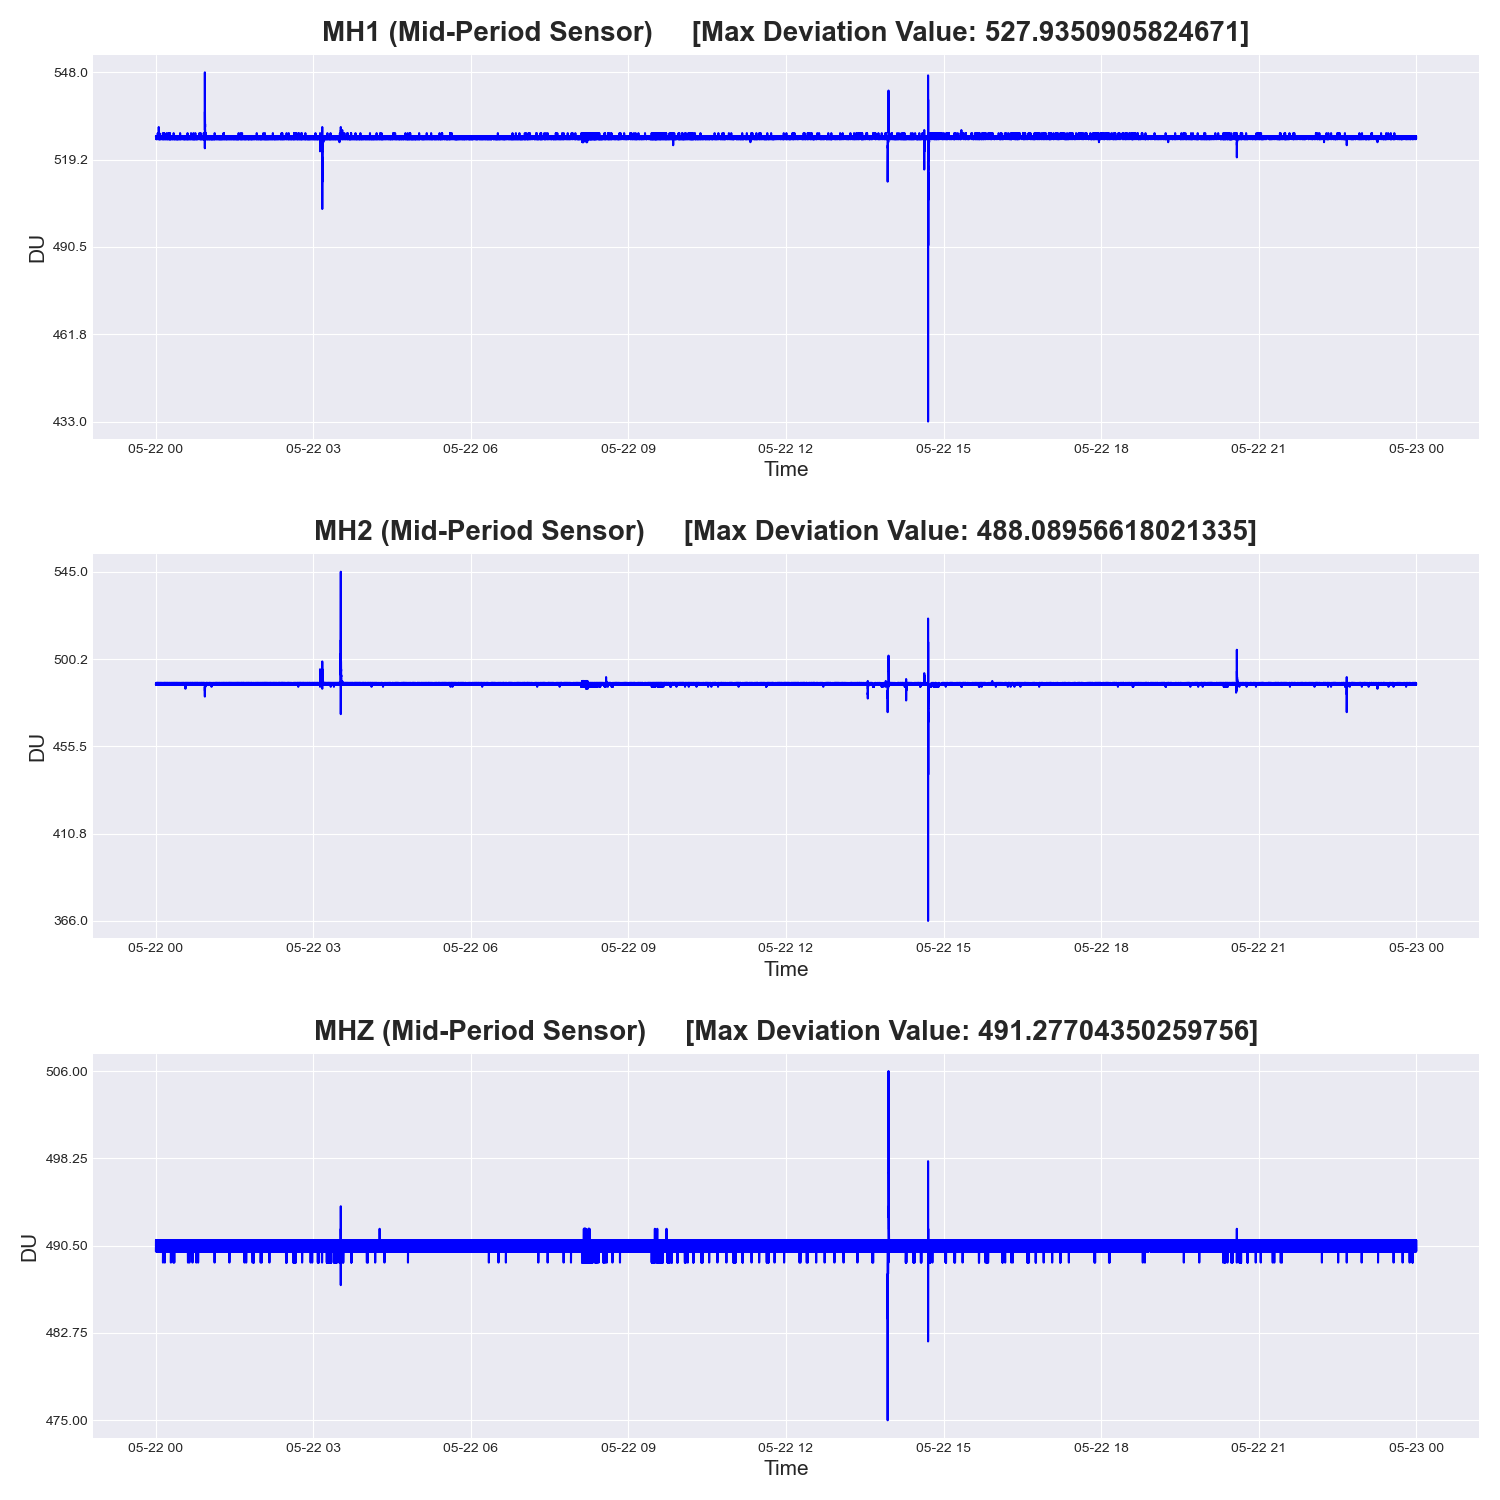 MH1 (Mid-Period Sensor) [Max Deviation Value: 527.9350905824671]
548.0
519.2
490.5
461.8
433.0
DU
05-22 00 05-22 03 05-22 06 05-22 09 05-22 12 05-22 15 05-22 18 05-22 21 05-23 00
Time
MH2 (Mid-Period Sensor) [Max Deviation Value: 488.08956618021335]
545.0
500.2
455.5
410.8
366.0
DU
05-22 00 05-22 03 05-22 06 05-22 09 05-22 12 05-22 15 05-22 18 05-22 21 05-23 00
Time
MHZ (Mid-Period Sensor) [Max Deviation Value: 491.27704350259756]
506.00
498.25
490.50
482.75
475.00
DU
05-22 00 05-22 03 05-22 06 05-22 09 05-22 12 05-22 15 05-22 18 05-22 21 05-23 00
Time